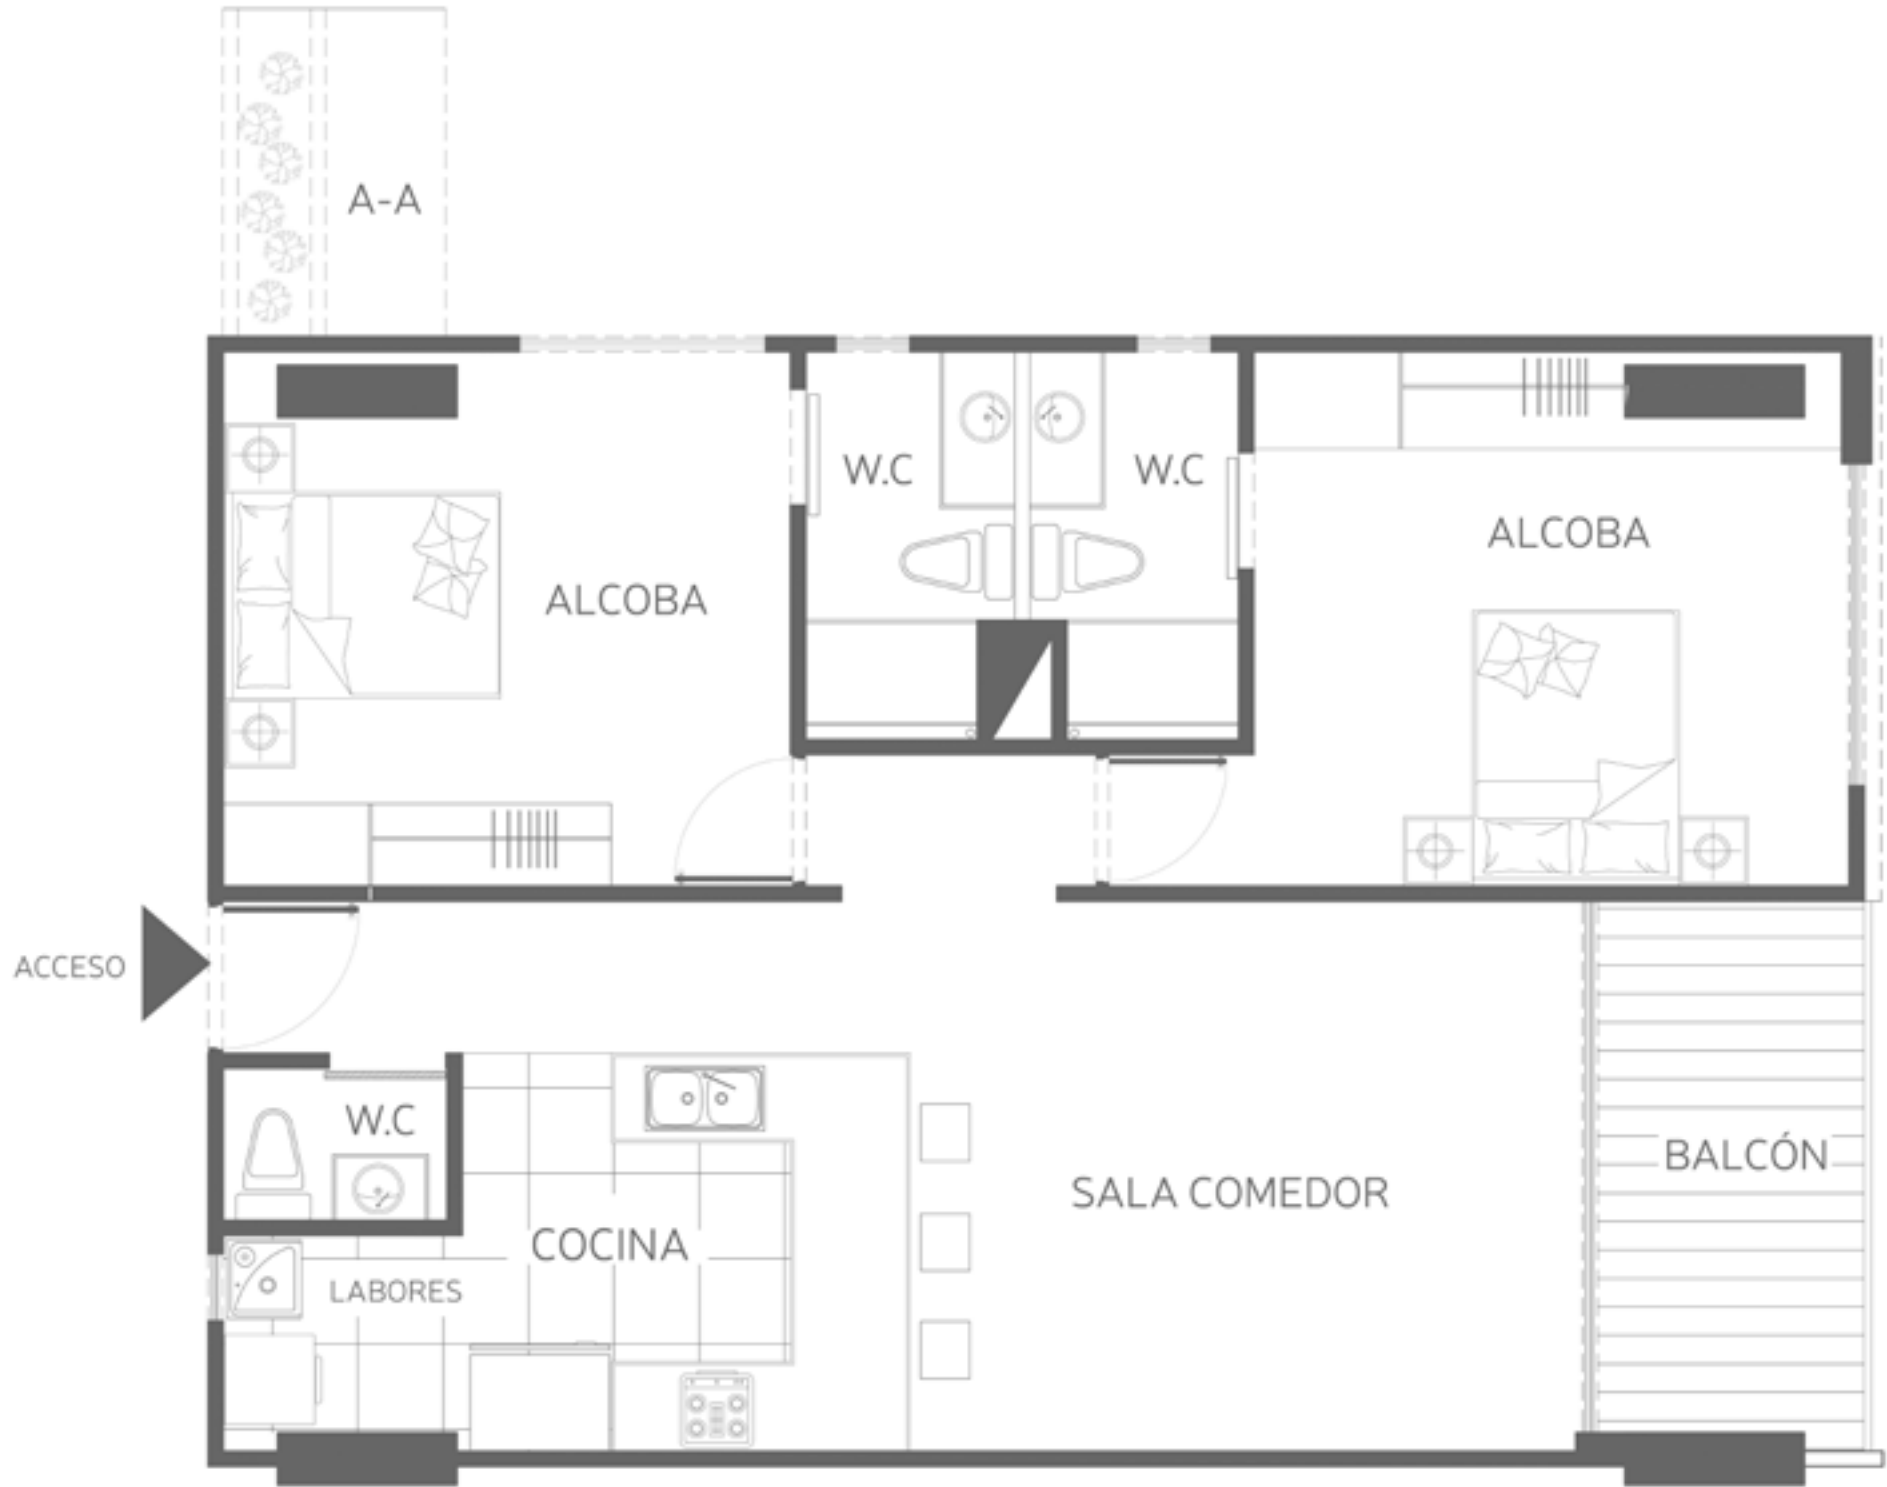 A-A
W.C
W.C
ALCOBA
ALCOBA
ACCESO
W.C
BALCÓN
SALA COMEDOR
COCINA
LABORES